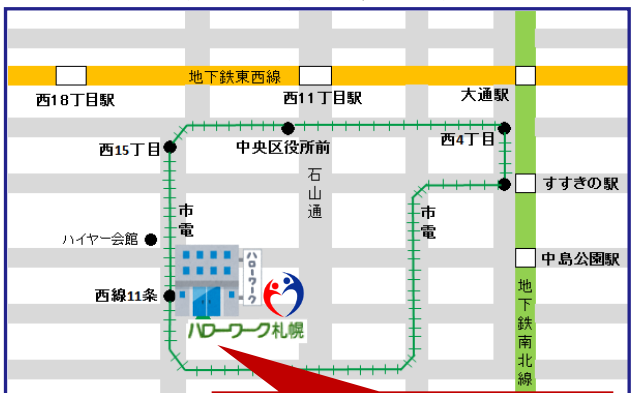 地下鉄東西線
西18丁目駅
西11丁目駅
大通駅
西15丁目
中央区役所前
西4丁目
石山通
すすきの駅
市電
市電
ハイヤー会館
ハローワーク
中島公園駅
西線11条
地下鉄南北線
ハローワーク札幌